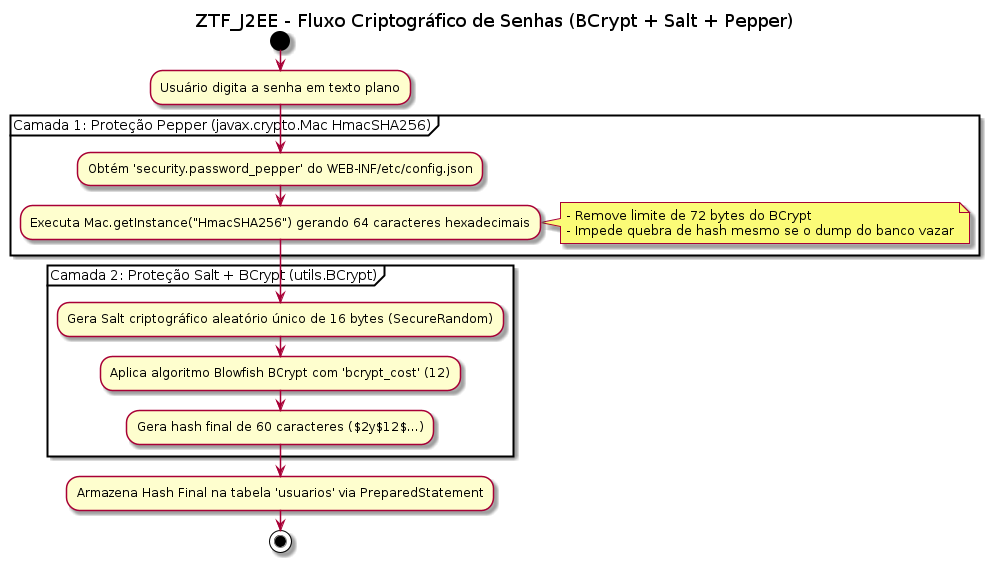 ZTF_J2EE - Fluxo Criptográfico de Senhas (BCrypt + Salt + Pepper)
Usuário digita a senha em texto plano
Camada 1: Proteção Pepper (javax.crypto.Mac HmacSHA256)
Obtém 'security.password_pepper' do WEB-INF/etc/config.json
Executa Mac.getInstance("HmacSHA256") gerando 64 caracteres hexadecimais
- Remove limite de 72 bytes do BCrypt
- Impede quebra de hash mesmo se o dump do banco vazar
Camada 2: Proteção Salt + BCrypt (utils.BCrypt)
Gera Salt criptográfico aleatório único de 16 bytes (SecureRandom)
Aplica algoritmo Blowfish BCrypt com 'bcrypt_cost' (12)
Gera hash final de 60 caracteres ($2y$12$...)
Armazena Hash Final na tabela 'usuarios' via PreparedStatement